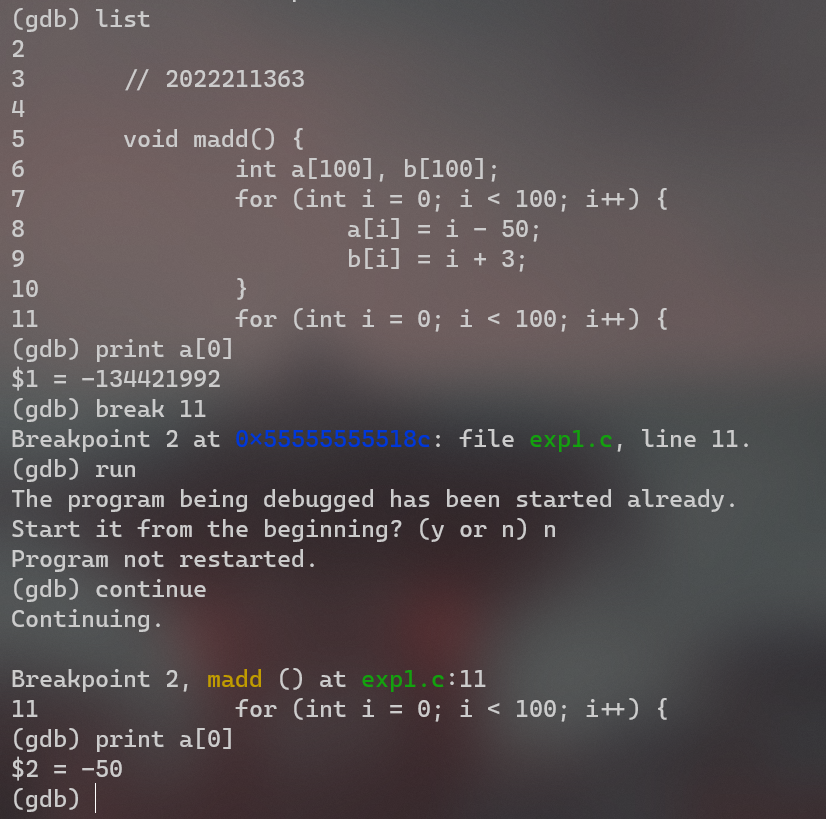 (gdb) list
2
3       // 2022211363
4
5       void madd() {
6               int a[100], b[100];
7               for (int i = 0; i < 100; i++) {
8                       a[i] = i - 50;
9                       b[i] = i + 3;
10              }
11              for (int i = 0; i < 100; i++) {
(gdb) print a[0]
$1 = -134421992
(gdb) break 11
Breakpoint 2 at 0x55555555518c: file exp1.c, line 11.
(gdb) run
The program being debugged has been started already.
Start it from the beginning? (y or n) n
Program not restarted.
(gdb) continue
Continuing.

Breakpoint 2, madd () at exp1.c:11
11              for (int i = 0; i < 100; i++) {
(gdb) print a[0]
$2 = -50
(gdb)